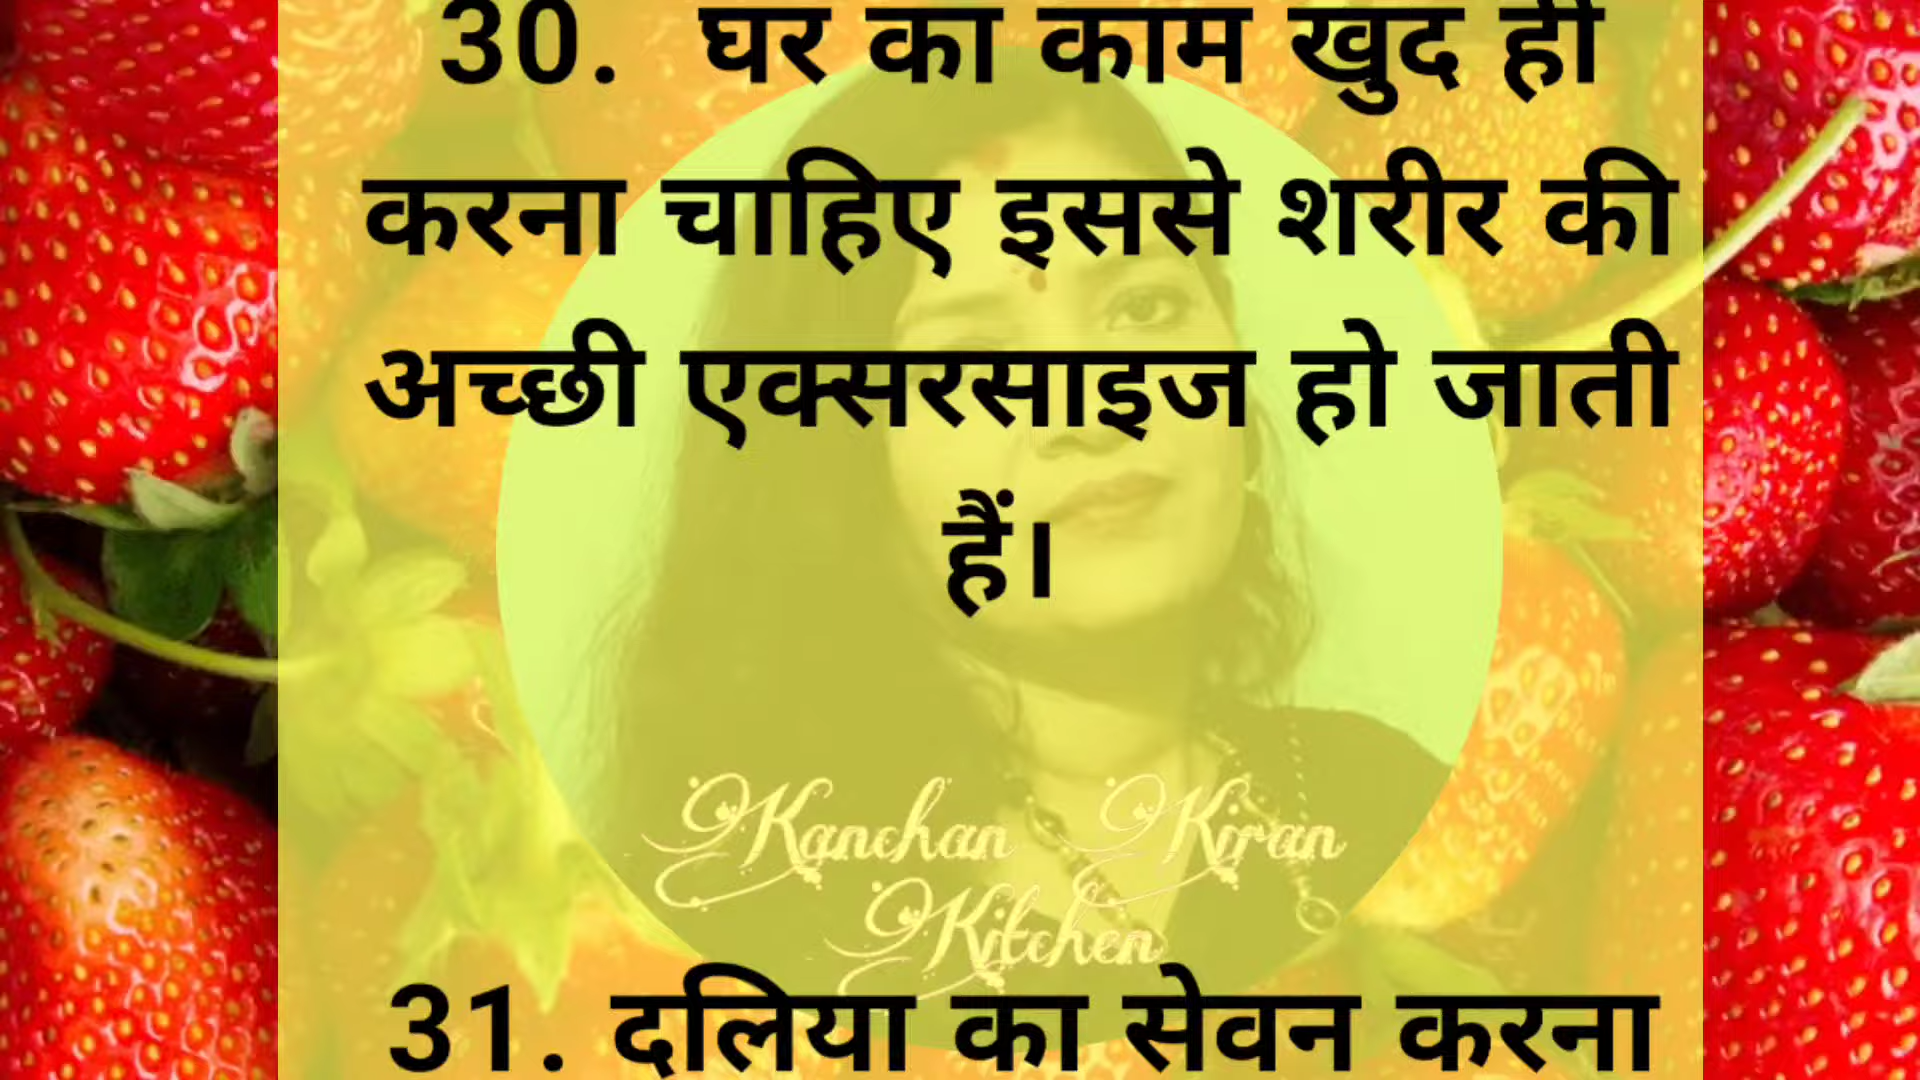 30. घर का काम खुद ही
करना चाहिए इससे शरीर की
अच्छी एक्सरसाइज हो जाती
हैं।
Kanchan Kiran
Kitchen
31. दलिया का सेवन करना